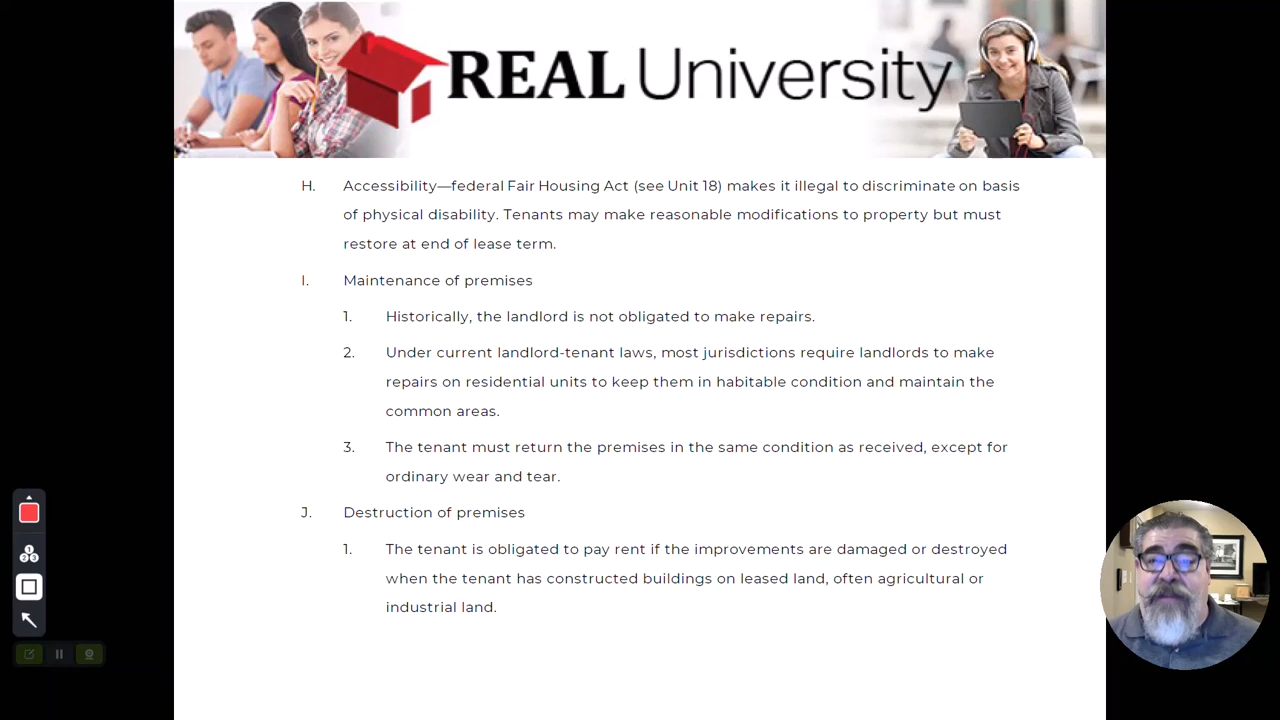 REAL University
H. Accessibility—federal Fair Housing Act (see Unit 18) makes it illegal to discriminate on basis
of physical disability. Tenants may make reasonable modifications to property but must
restore at end of lease term.
I. Maintenance of premises
1. Historically, the landlord is not obligated to make repairs.
2. Under current landlord-tenant laws, most jurisdictions require landlords to make
repairs on residential units to keep them in habitable condition and maintain the
common areas.
3. The tenant must return the premises in the same condition as received, except for
ordinary wear and tear.
J. Destruction of premises
1. The tenant is obligated to pay rent if the improvements are damaged or destroyed
when the tenant has constructed buildings on leased land, often agricultural or
industrial land.